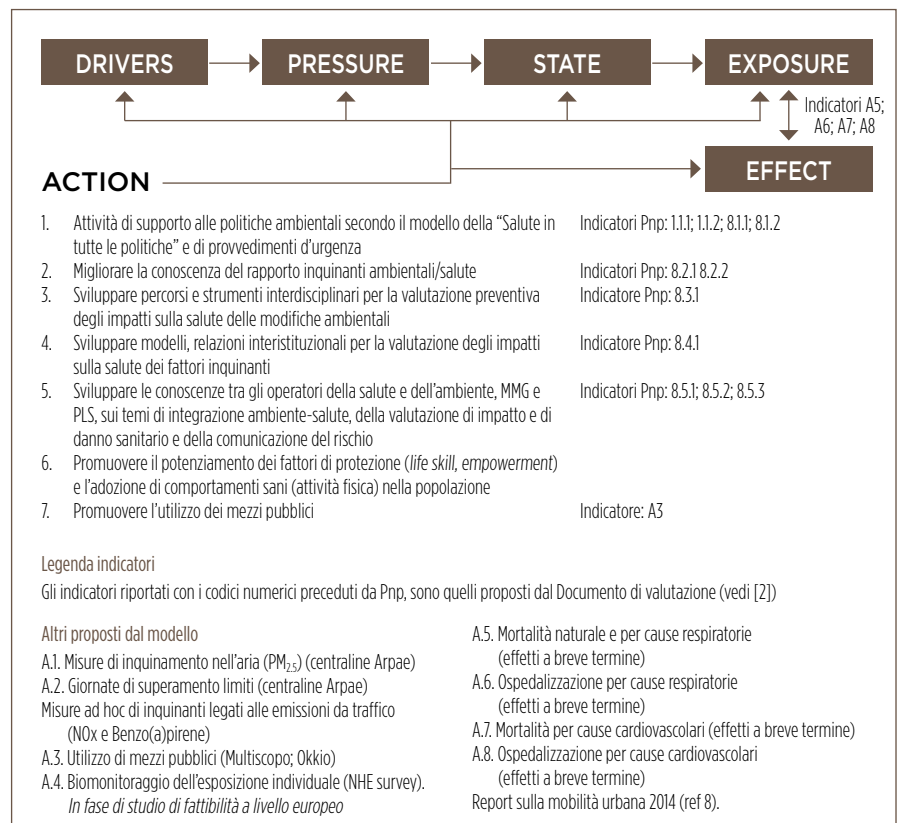 DRIVERS PRESSURE STATE EXPOSURE
Indicatori A5;
A6; A7; A8
EFFECT
ACTION
1. Attività di supporto alle politiche ambientali secondo il modello della “Salute in Indicatori Pnp: 1.1.1; 1.1.2; 8.1.1; 8.1.2
tutte le politiche” e di provvedimenti d’urgenza
2. Migliorare la conoscenza del rapporto inquinanti ambientali/salute Indicatori Pnp: 8.2.1 8.2.2
3. Sviluppare percorsi e strumenti interdisciplinari per la valutazione preventiva Indicatore Pnp: 8.3.1
degli impatti sulla salute delle modifiche ambientali
4. Sviluppare modelli, relazioni interistituzionali per la valutazione degli impatti Indicatore Pnp: 8.4.1
sulla salute dei fattori inquinanti
5. Sviluppare le conoscenze tra gli operatori della salute e dell’ambiente, MMG e Indicatori Pnp: 8.5.1; 8.5.2; 8.5.3
PLS, sui temi di integrazione ambiente-salute, della valutazione di impatto e di
danno sanitario e della comunicazione del rischio
6. Promuovere il potenziamento dei fattori di protezione (life skill, empowerment)
e l’adozione di comportamenti sani (attività fisica) nella popolazione
7. Promuovere l’utilizzo dei mezzi pubblici Indicatore: A3
Legenda indicatori
Gli indicatori riportati con i codici numerici preceduti da Pnp, sono quelli proposti dal Documento di valutazione (vedi [2])
Altri proposti dal modello
A.1. Misure di inquinamento nell’aria (PM2.5) (centraline Arpae)
A.2. Giornate di superamento limiti (centraline Arpae)
Misure ad hoc di inquinanti legati alle emissioni da traffico
(NOx e Benzo(a)pirene)
A.3. Utilizzo di mezzi pubblici (Multiscopo; Okkio)
A.4. Biomonitoraggio dell’esposizione individuale (NHE survey).
In fase di studio di fattibilità a livello europeo
A.5. Mortalità naturale e per cause respiratorie
(effetti a breve termine)
A.6. Ospedalizzazione per cause respiratorie
(effetti a breve termine)
A.7. Mortalità per cause cardiovascolari (effetti a breve termine)
A.8. Ospedalizzazione per cause cardiovascolari
(effetti a breve termine)
Report sulla mobilità urbana 2014 (ref 8).